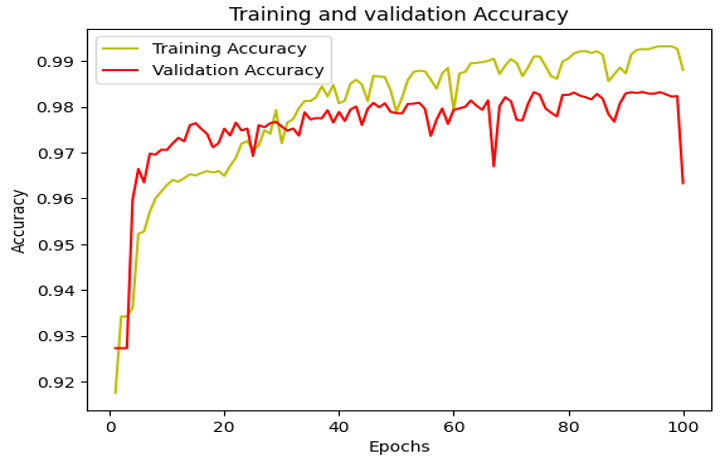 Training and validation Accuracy
Training Accuracy
Validation Accuracy
0.99
0.98
0.97
0.96
0.95
0.94
0.93
0.92
Accuracy
0 20 40 60 80 100
Epochs